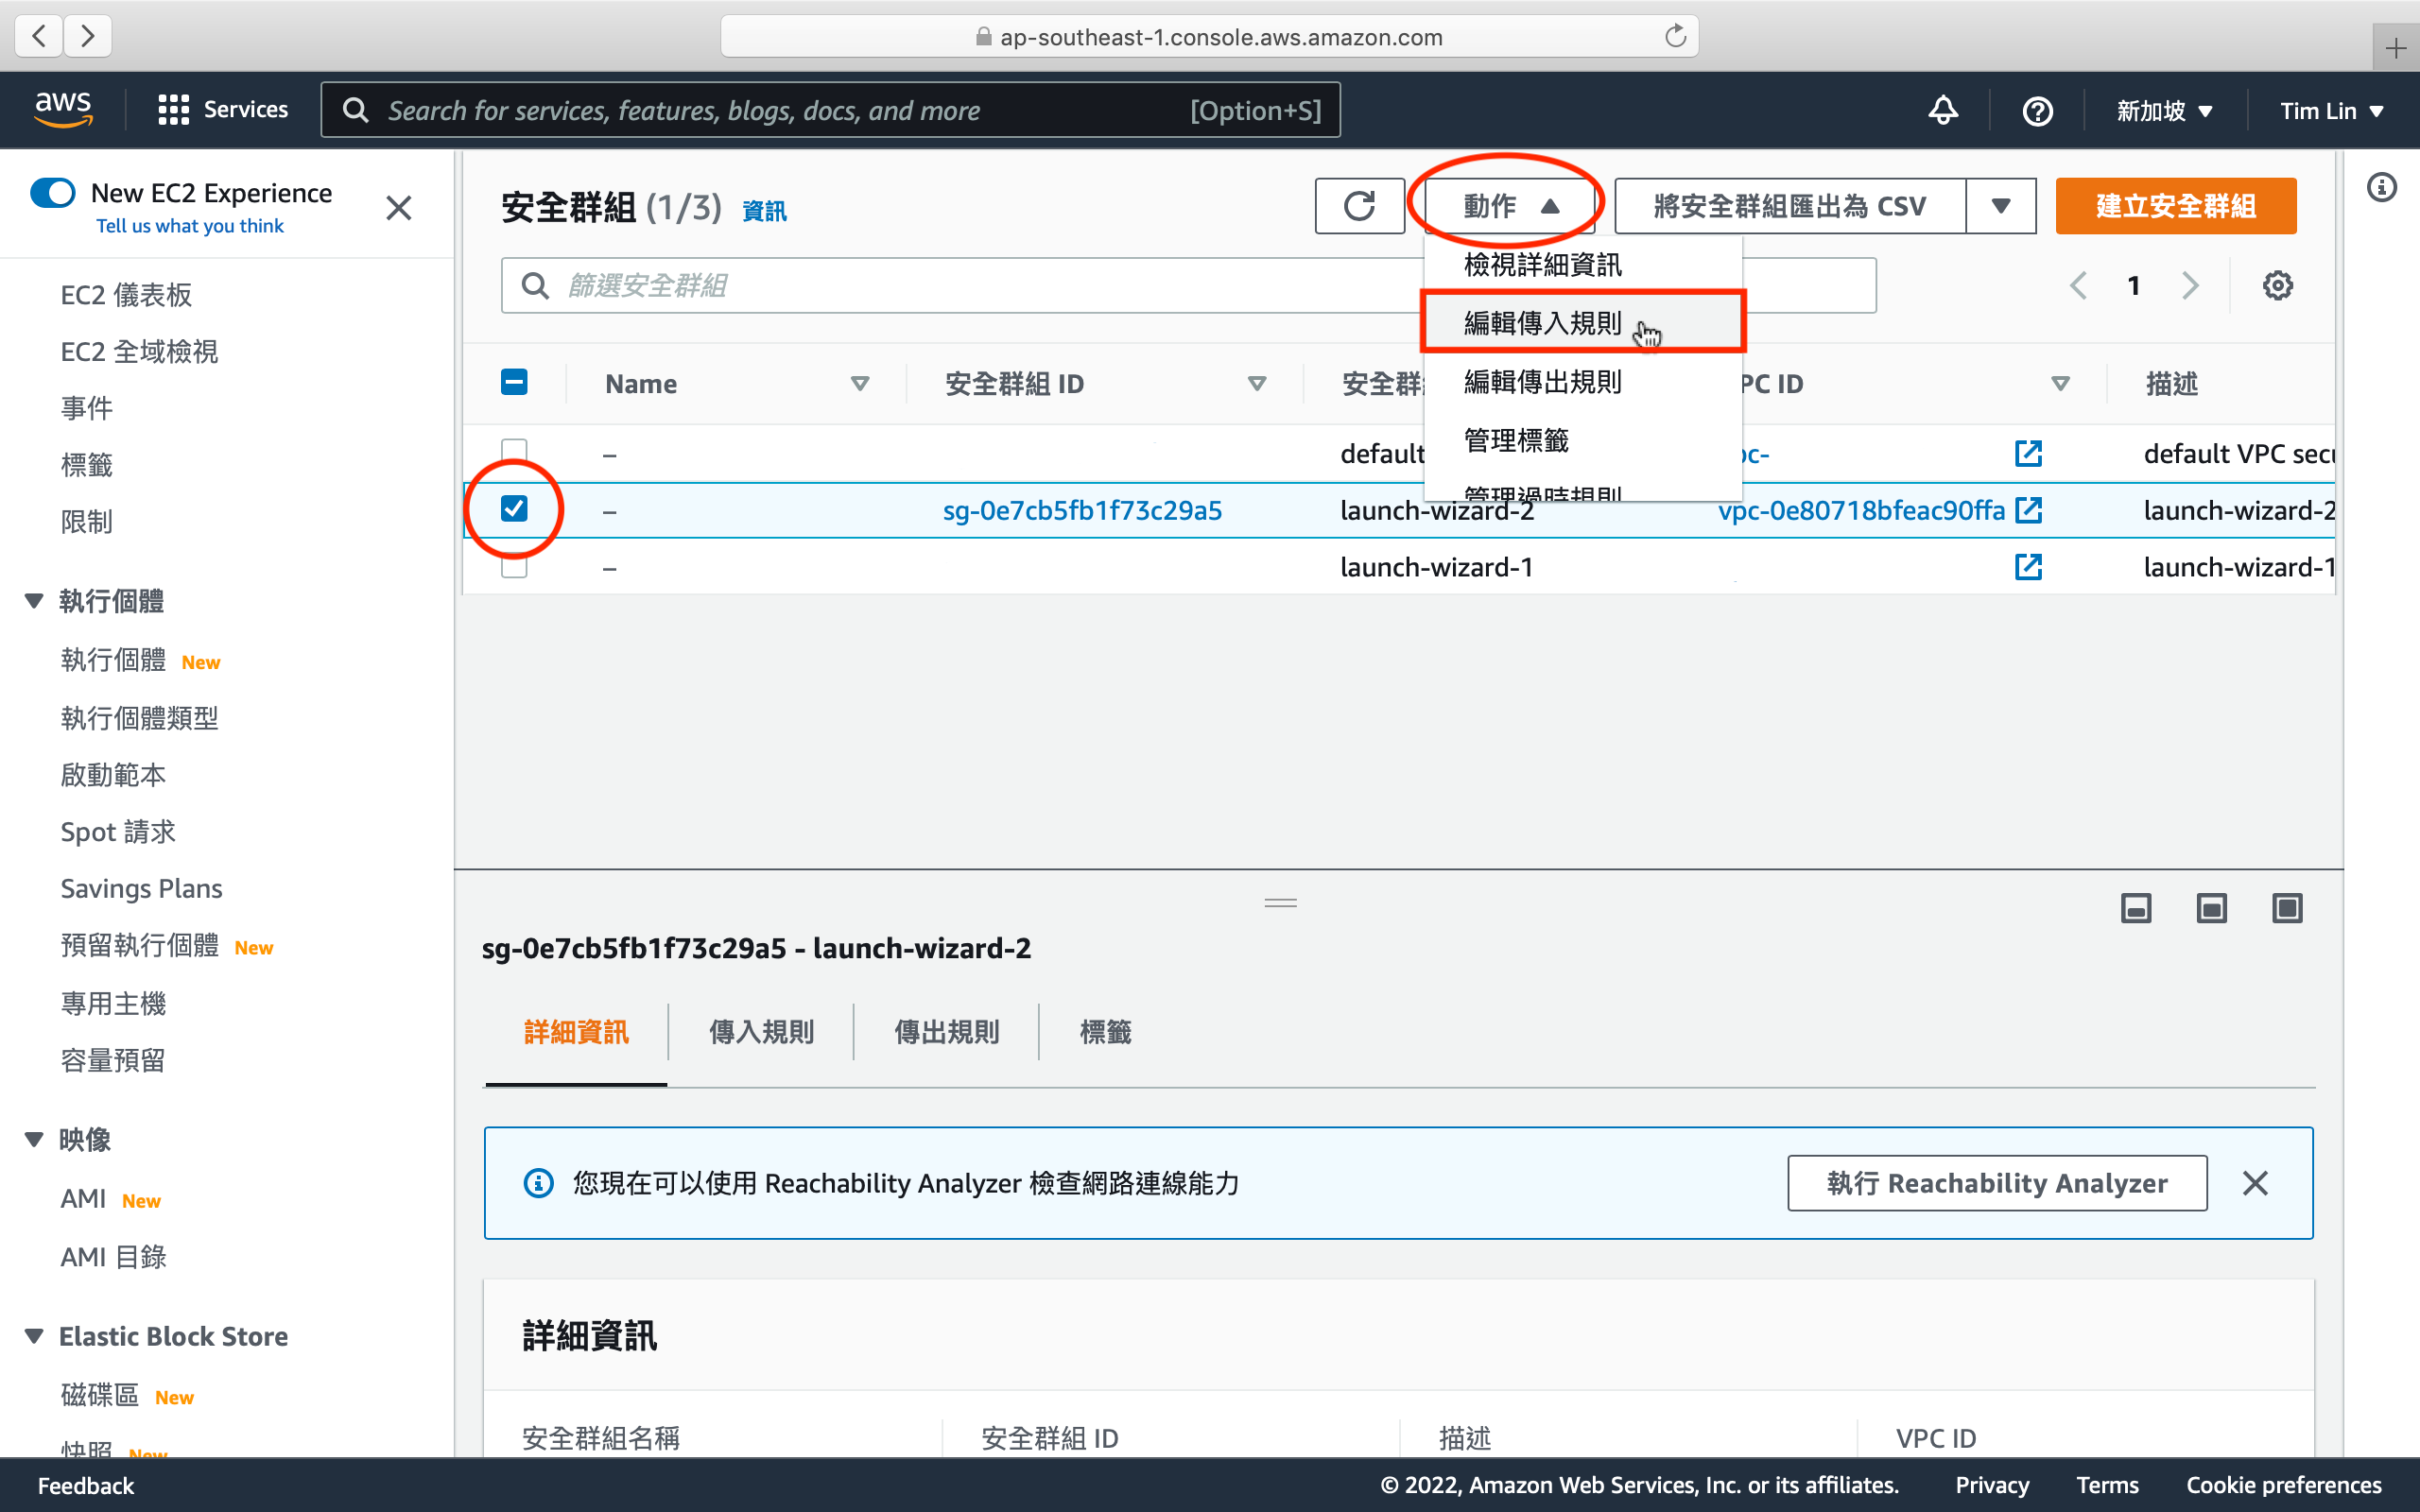 ap-southeast-1.console.aws.amazon.com
aws
Services
Search for services, features, blogs, docs, and more
[Option+S]
新加坡
Tim Lin
New EC2 Experience
Tell us what you think
EC2 儀表板
EC2 全域檢視
事件
標籤
限制
執行個體
執行個體 New
執行個體類型
啟動範本
Spot 請求
Savings Plans
預留執行個體 New
專用主機
容量預留
映像
AMI New
AMI 目錄
Elastic Block Store
磁碟區 New
快照 New
安全群組 (1/3) 資訊
動作
將安全群組匯出為 CSV
建立安全群組
篩選安全群組
1
檢視詳細資訊
編輯傳入規則
編輯傳出規則
管理標籤
管理過時規則
Name
安全群組 ID
安全群
PC ID
描述
– default pc- default VPC secu
– sg-0e7cb5fb1f73c29a5 launch-wizard-2 vpc-0e80718bfeac90ffa launch-wizard-2
– launch-wizard-1 launch-wizard-1
sg-0e7cb5fb1f73c29a5 - launch-wizard-2
詳細資訊
傳入規則
傳出規則
標籤
您現在可以使用 Reachability Analyzer 檢查網路連線能力
執行 Reachability Analyzer
詳細資訊
安全群組名稱
安全群組 ID
描述
VPC ID
Feedback
© 2022, Amazon Web Services, Inc. or its affiliates.
Privacy
Terms
Cookie preferences